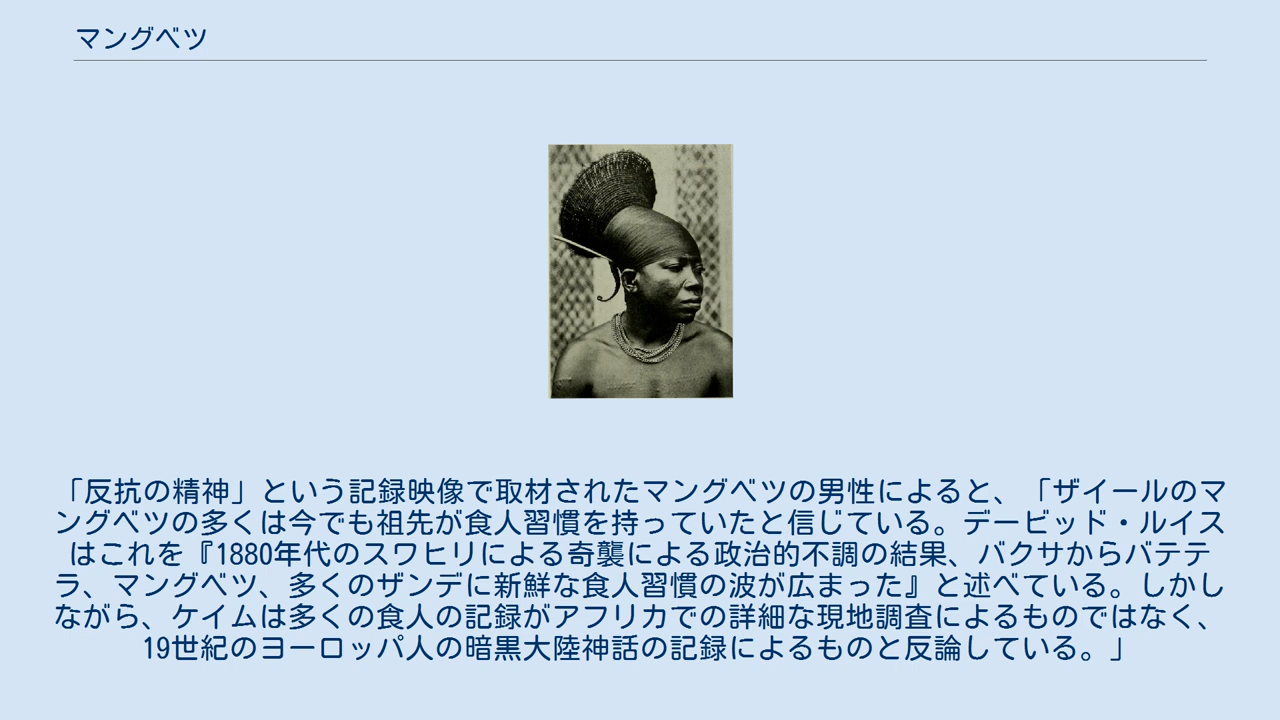 マングベツ
「反抗の精神」という記録映像で取材されたマングベツの男性によると、「ザイールのマ
ングベツの多くは今でも祖先が食人習慣を持っていたと信じている。デービッド・ルイス
はこれを『1880年代のスワヒリによる奇襲による政治的不調の結果、バクサからバテテ
ラ、マングベツ、多くのザンデに新鮮な食人習慣の波が広まった』と述べている。しかし
ながら、ケイムは多くの食人の記録がアフリカでの詳細な現地調査によるものではなく、
19世紀のヨーロッパ人の暗黒大陸神話の記録によるものと反論している。」